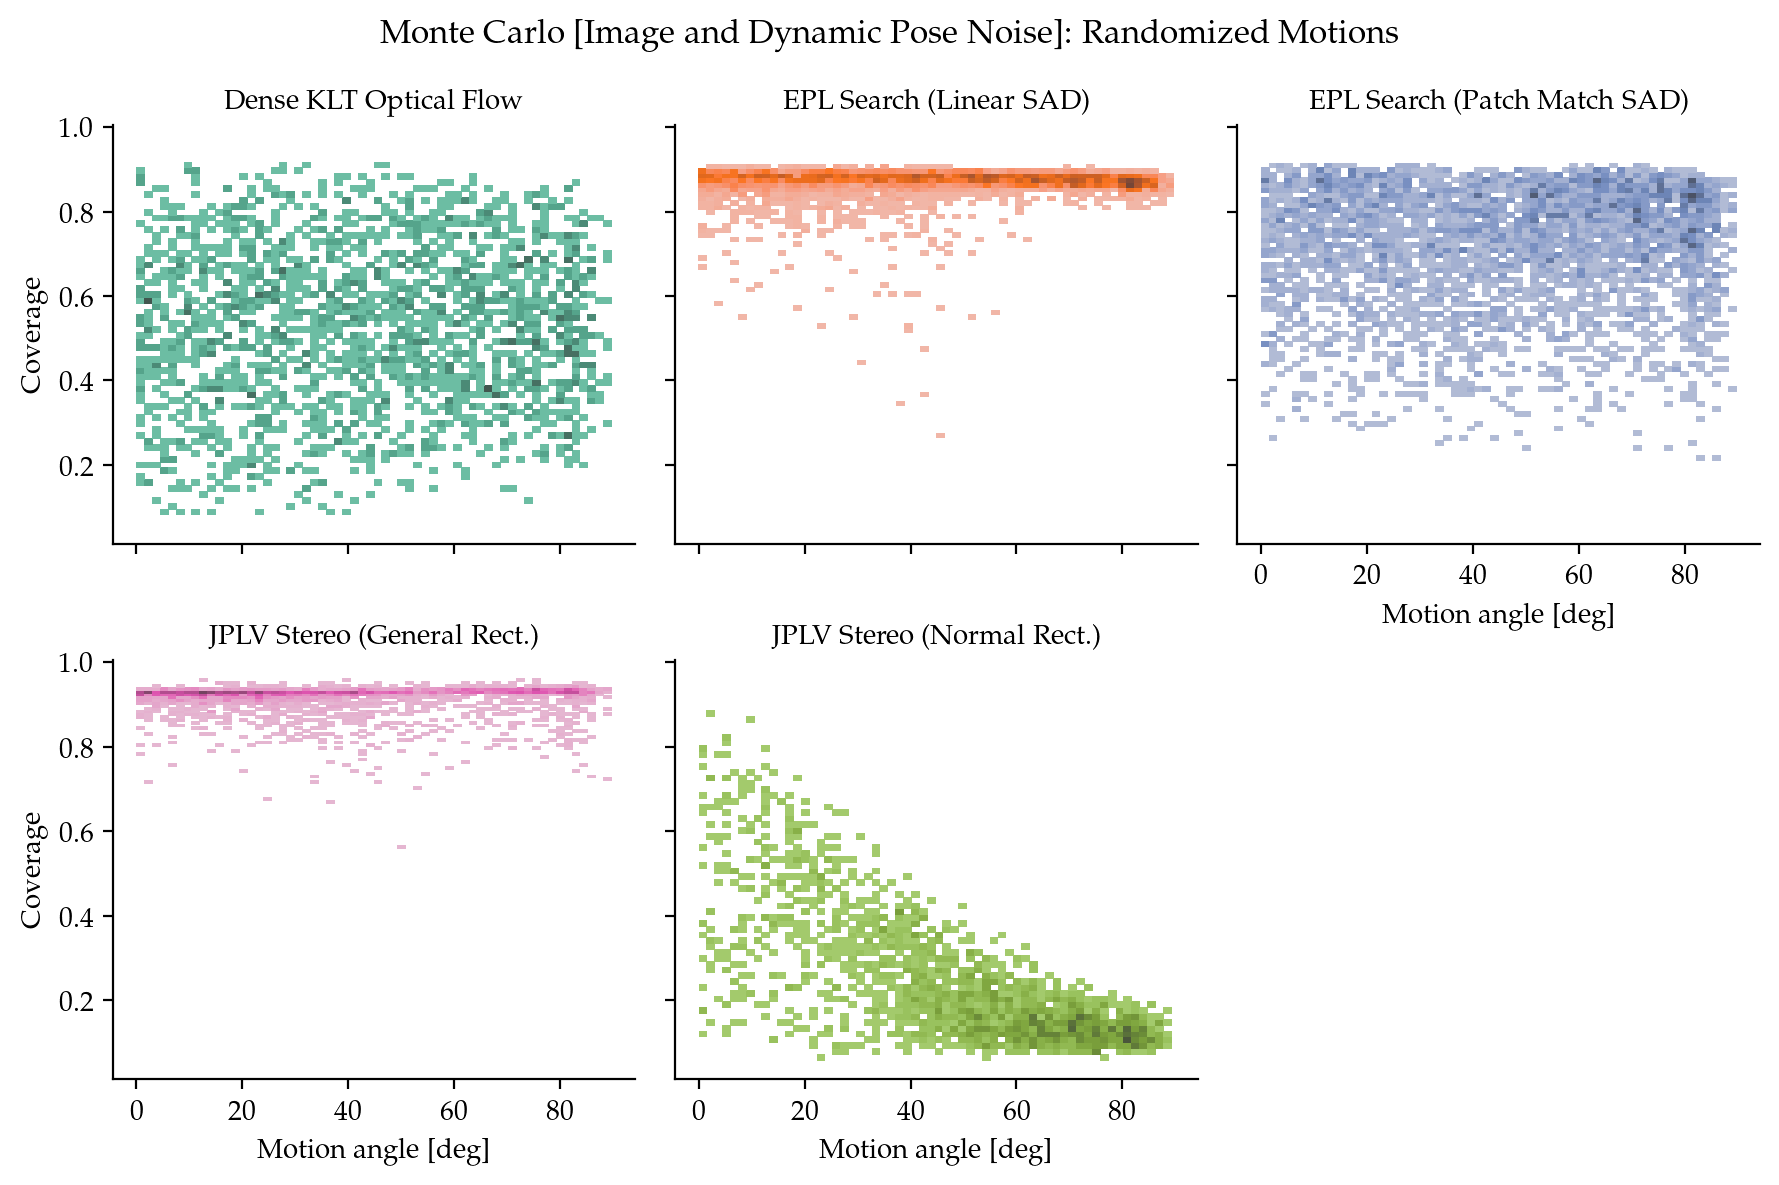 Monte Carlo [Image and Dynamic Pose Noise]: Randomized Motions
Dense KLT Optical Flow
EPL Search (Linear SAD)
EPL Search (Patch Match SAD)
1.0
0.8
0.6
0.4
0.2
Coverage
0 20 40 60 80
Motion angle [deg]
JPLV Stereo (General Rect.)
JPLV Stereo (Normal Rect.)
1.0
0.8
0.6
0.4
0.2
Coverage
0 20 40 60 80
0 20 40 60 80
Motion angle [deg]
Motion angle [deg]